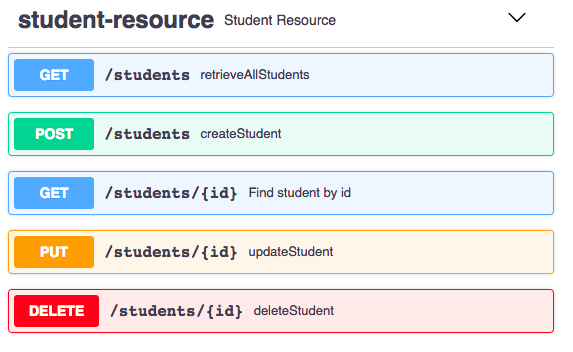 student-resource Student Resource
GET /students retrieveAllStudents
POST /students createStudent
GET /students/{id} Find student by id
PUT /students/{id} updateStudent
DELETE /students/{id} deleteStudent